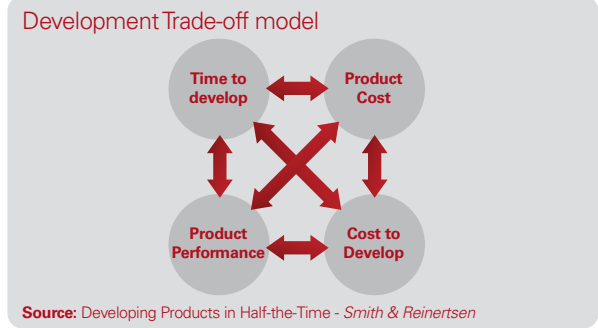 Development Trade-off model
Time to
develop
Product
Cost
Product
Performance
Cost to
Develop
Source: Developing Products in Half-the-Time - Smith & Reinertsen